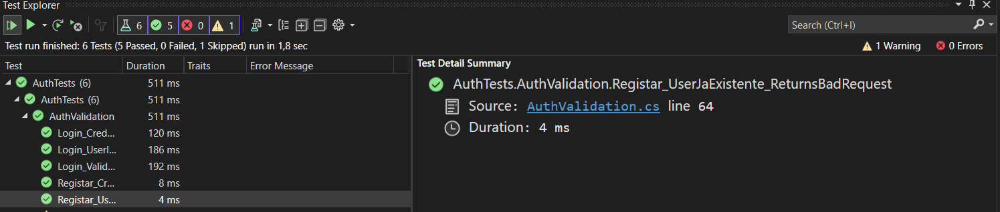 Test Explorer
6 5 0 1
Search (Ctrl+I)
Test run finished: 6 Tests (5 Passed, 0 Failed, 1 Skipped) run in 1,8 sec
1 Warning 0 Errors
Test Duration Traits Error Message
AuthTests (6) 511 ms
AuthTests (6) 511 ms
AuthValidation 511 ms
Login_Cred... 120 ms
Login_UserI... 186 ms
Login_Valid... 192 ms
Registar_Cr... 8 ms
Registar_Us... 4 ms
Test Detail Summary
AuthTests.AuthValidation.Registar_UserJaExistente_ReturnsBadRequest
Source: AuthValidation.cs line 64
Duration: 4 ms